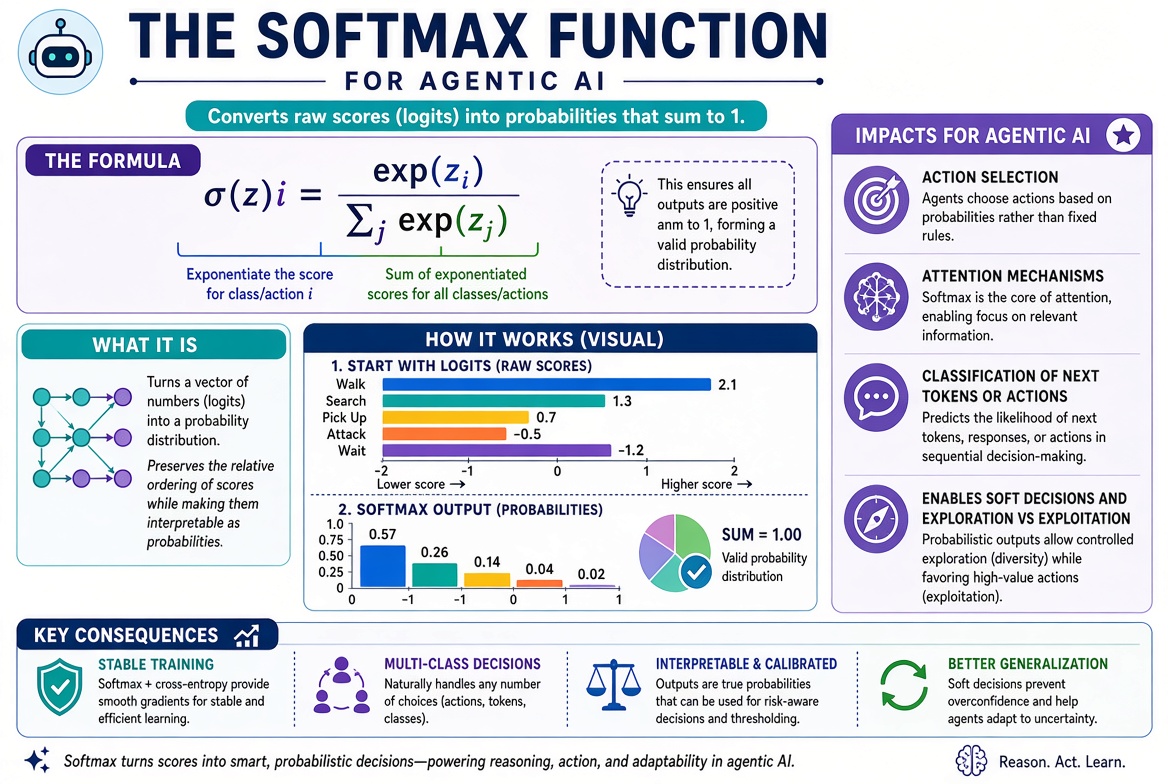 THE SOFTMAX FUNCTION
FOR AGENTIC AI
Converts raw scores (logits) into probabilities that sum to 1.
THE FORMULA
σ(z)i = exp(z_i) / Σ_j exp(z_j)
Exponentiate the score
for class/action i
Sum of exponentiated
scores for all classes/actions
This ensures all
outputs are positive
anm to 1, forming a
valid probability
distribution.
WHAT IT IS
Turns a vector of
numbers (logits)
into a probability
distribution.
Preserves the relative
ordering of scores
while making them
interpretable as
probabilities.
HOW IT WORKS (VISUAL)
1. START WITH LOGITS (RAW SCORES)
Walk 2.1
Search 1.3
Pick Up 0.7
Attack −0.5
Wait −1.2
-2 −1 0 1 2
Lower score → Higher score →
2. SOFTMAX OUTPUT (PROBABILITIES)
1.0
0.75
0.50
0.25
0
0.57 0.26 0.14 0.04 0.02
0 −1 −1 0 1 1
SUM = 1.00
Valid probability
distribution
IMPACTS FOR AGENTIC AI
ACTION SELECTION
Agents choose actions based on
probabilities rather than fixed
rules.
ATTENTION MECHANISMS
Softmax is the core of attention,
enabling focus on relevant
information.
CLASSIFICATION OF NEXT
TOKENS OR ACTIONS
Predicts the likelihood of next
tokens, responses, or actions in
sequential decision-making.
ENABLES SOFT DECISIONS AND
EXPLORATION VS EXPLOITATION
Probabilistic outputs allow controlled
exploration (diversity) while
favoring high-value actions
(exploitation).
KEY CONSEQUENCES
STABLE TRAINING
Softmax + cross-entropy provide
smooth gradients for stable and
efficient learning.
MULTI-CLASS DECISIONS
Naturally handles any number
of choices (actions, tokens,
classes).
INTERPRETABLE & CALIBRATED
Outputs are true probabilities
that can be used for risk-aware
decisions and thresholding.
BETTER GENERALIZATION
Soft decisions prevent
overconfidence and help
agents adapt to uncertainty.
Softmax turns scores into smart, probabilistic decisions—powering reasoning, action, and adaptability in agentic AI.
Reason. Act. Learn.